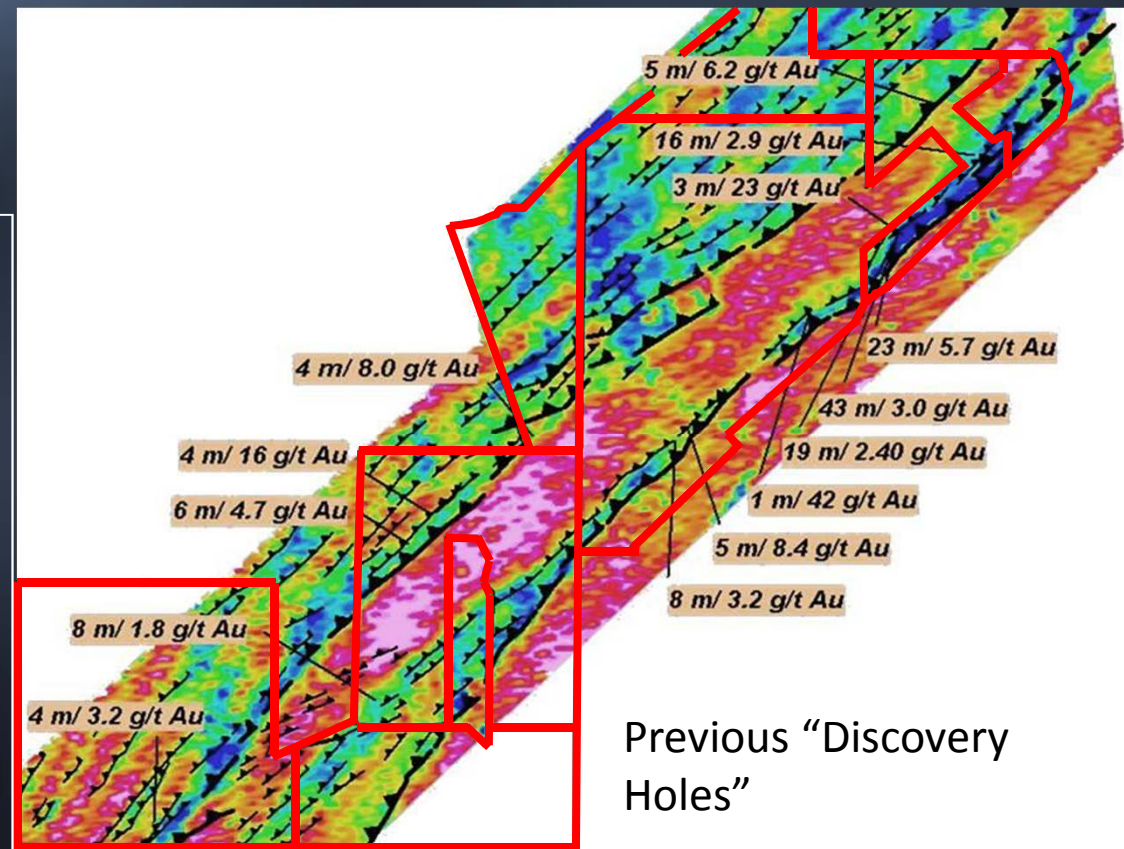 5 m/ 6.2 g/t Au
16 m/ 2.9 g/t Au
3 m/ 23 g/t Au
23 m/ 5.7 g/t Au
4 m/ 8.0 g/t Au
43 m/ 3.0 g/t Au
19 m/ 2.40 g/t Au
4 m/ 16 g/t Au
1 m/ 42 g/t Au
6 m/ 4.7 g/t Au
5 m/ 8.4 g/t Au
8 m/ 3.2 g/t Au
8 m/ 1.8 g/t Au
4 m/ 3.2 g/t Au
Previous “Discovery
Holes”